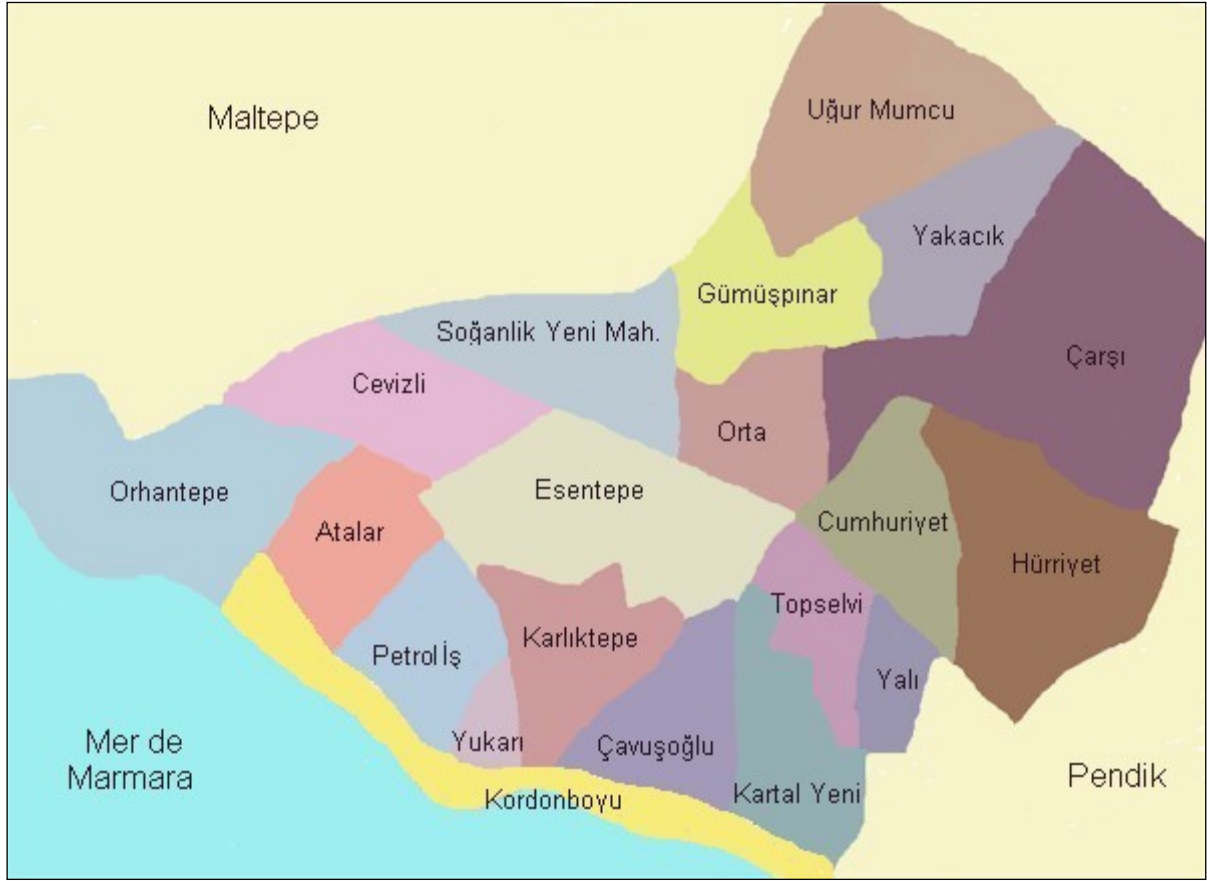 Maltepe
Uğur Mumcu
Yakacık
Gümüşpınar
Soğanlik Yeni Mah.
Çarşı
Cevizli
Orta
Orhantepe
Esentepe
Atalar
Cumhuriyet
Hürriyet
Topselvi
Karlıktepe
Petrol İş
Yalı
Mer de
Marmara
Yukarı
Çavuşoğlu
Pendik
Kartal Yeni
Kordonboyu